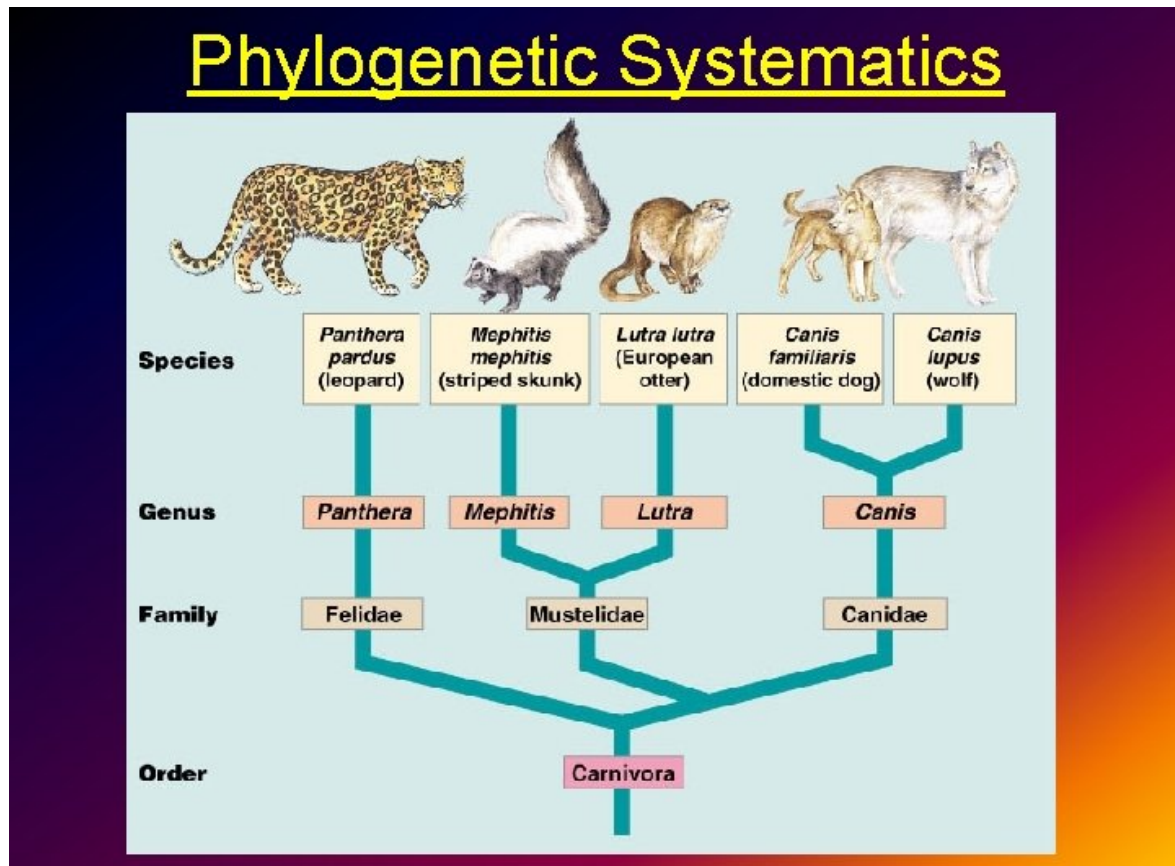 Phylogenetic Systematics
Species
Panthera
pardus
(leopard)
Mephitis
mephitis
(striped skunk)
Lutra lutra
(European
otter)
Canis
familiaris
(domestic dog)
Canis
lupus
(wolf)
Genus
Panthera
Mephitis
Lutra
Canis
Family
Felidae
Mustelidae
Canidae
Order
Carnivora